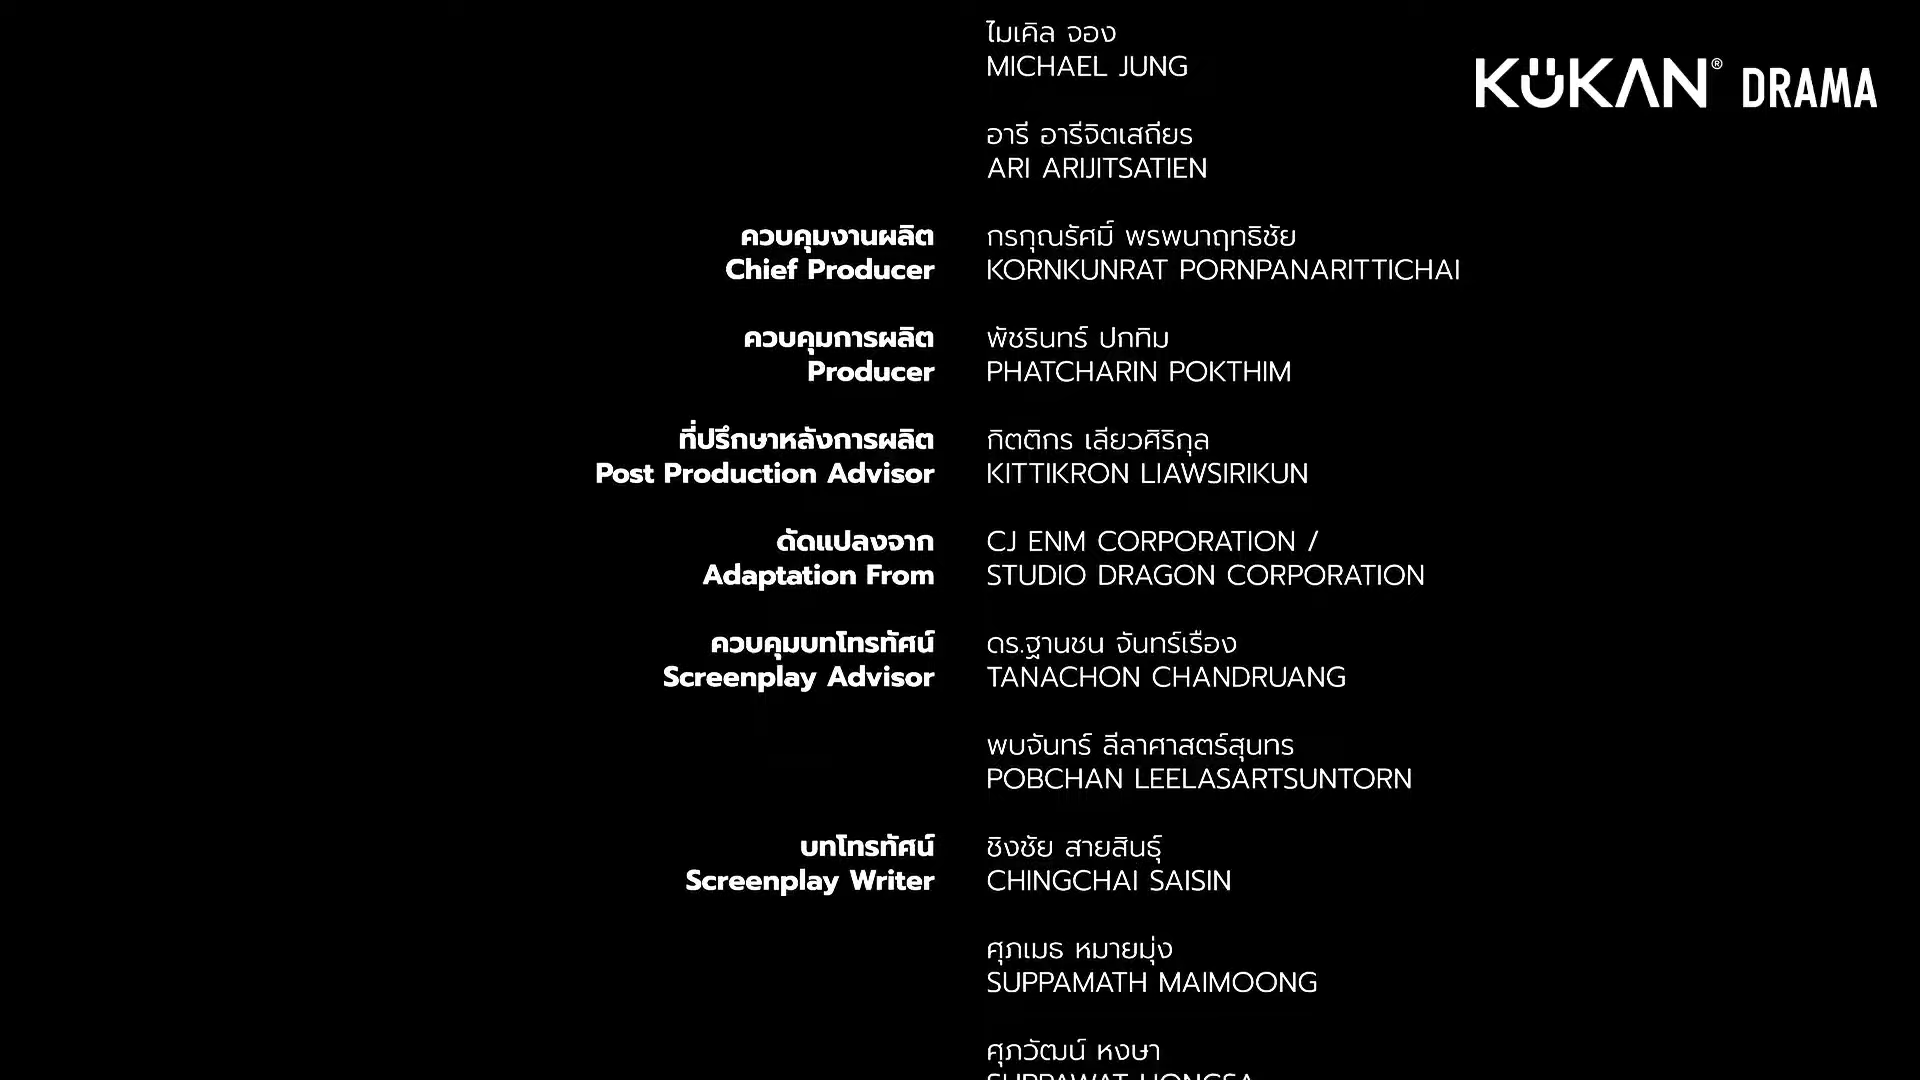 ไมเคิล จอง
MICHAEL JUNG
KÜKAN® DRAMA
อารี อารีจิตเสถียร
ARI ARIJITSATIEN
ควบคุมงานผลิต กรกุณรัศมิ์ พรพนาฤทธิชัย
Chief Producer KORNKUNRAT PORNPANARITTICHAI
ควบคุมการผลิต พัชรินทร์ ปกทิม
Producer PHATCHARIN POKTHIM
ที่ปรึกษาหลังการผลิต กิตติกร เลียวศิริกุล
Post Production Advisor KITTIKRON LIAWSIRIKUN
ดัดแปลงจาก CJ ENM CORPORATION /
Adaptation From STUDIO DRAGON CORPORATION
ควบคุมบทโทรทัศน์ ดร.ฐานชน จันทร์เรือง
Screenplay Advisor TANACHON CHANDRUANG
พบจันทร์ ลีลาศาสตร์สุนทร
POBCHAN LEELASARTSUNTORN
บทโทรทัศน์ ชิงชัย สายสินธุ์
Screenplay Writer CHINGCHAI SAISIN
ศุภเมธ หมายมุ่ง
SUPPAMATH MAIMOONG
ศุภวัฒน์ หงษา
SUPPAWAT HONGSA